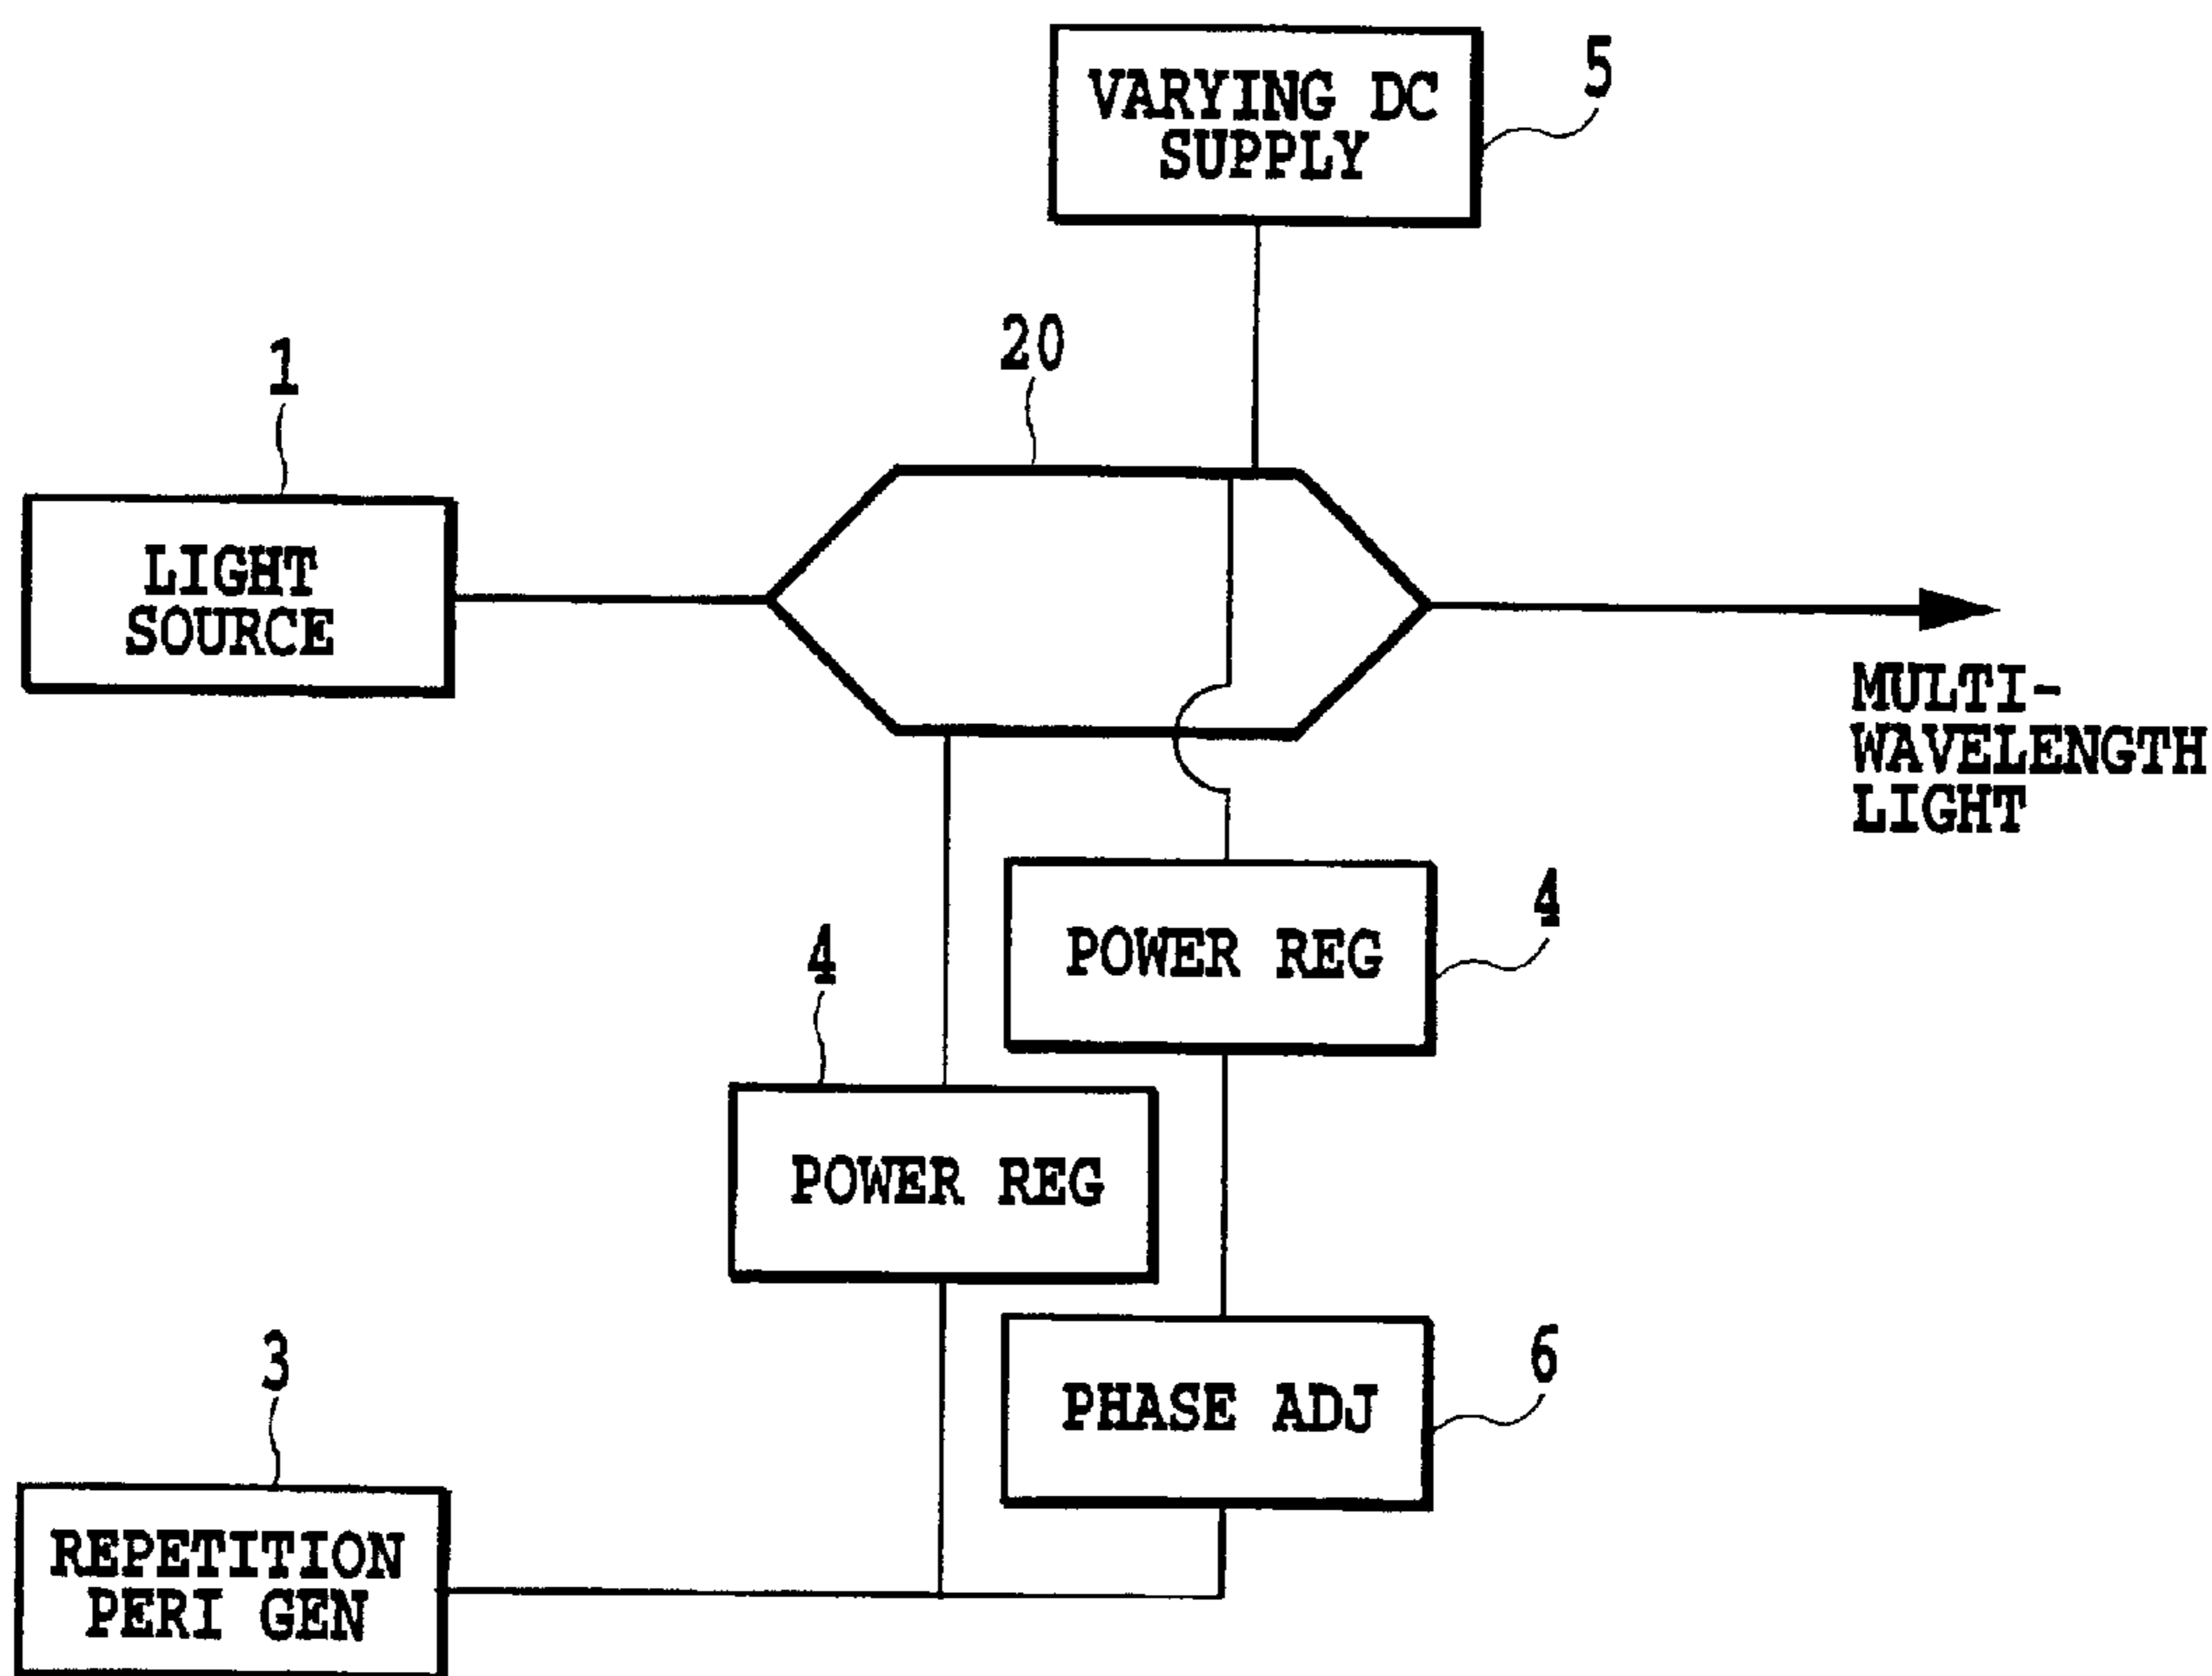 5
VARYING DC
SUPPLY
20
1
LIGHT
SOURCE
MULTI-
WAVELENGTH
LIGHT
4
POWER REG
4
POWER REG
6
PHASE ADJ
3
REPETITION
PERI GEN